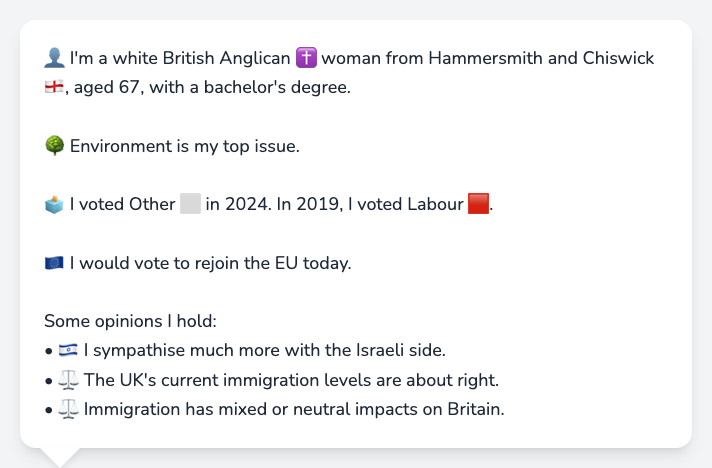 👤 I'm a white British Anglican ✝️ woman from Hammersmith and Chiswick
🏴󠁧󠁢󠁥󠁮󠁧󠁿, aged 67, with a bachelor's degree.
🌳 Environment is my top issue.
🗳️ I voted Other ⬜ in 2024. In 2019, I voted Labour 🟥.
🇪🇺 I would vote to rejoin the EU today.
Some opinions I hold:
• 🇮🇱 I sympathise much more with the Israeli side.
• ⚖️ The UK's current immigration levels are about right.
• ⚖️ Immigration has mixed or neutral impacts on Britain.